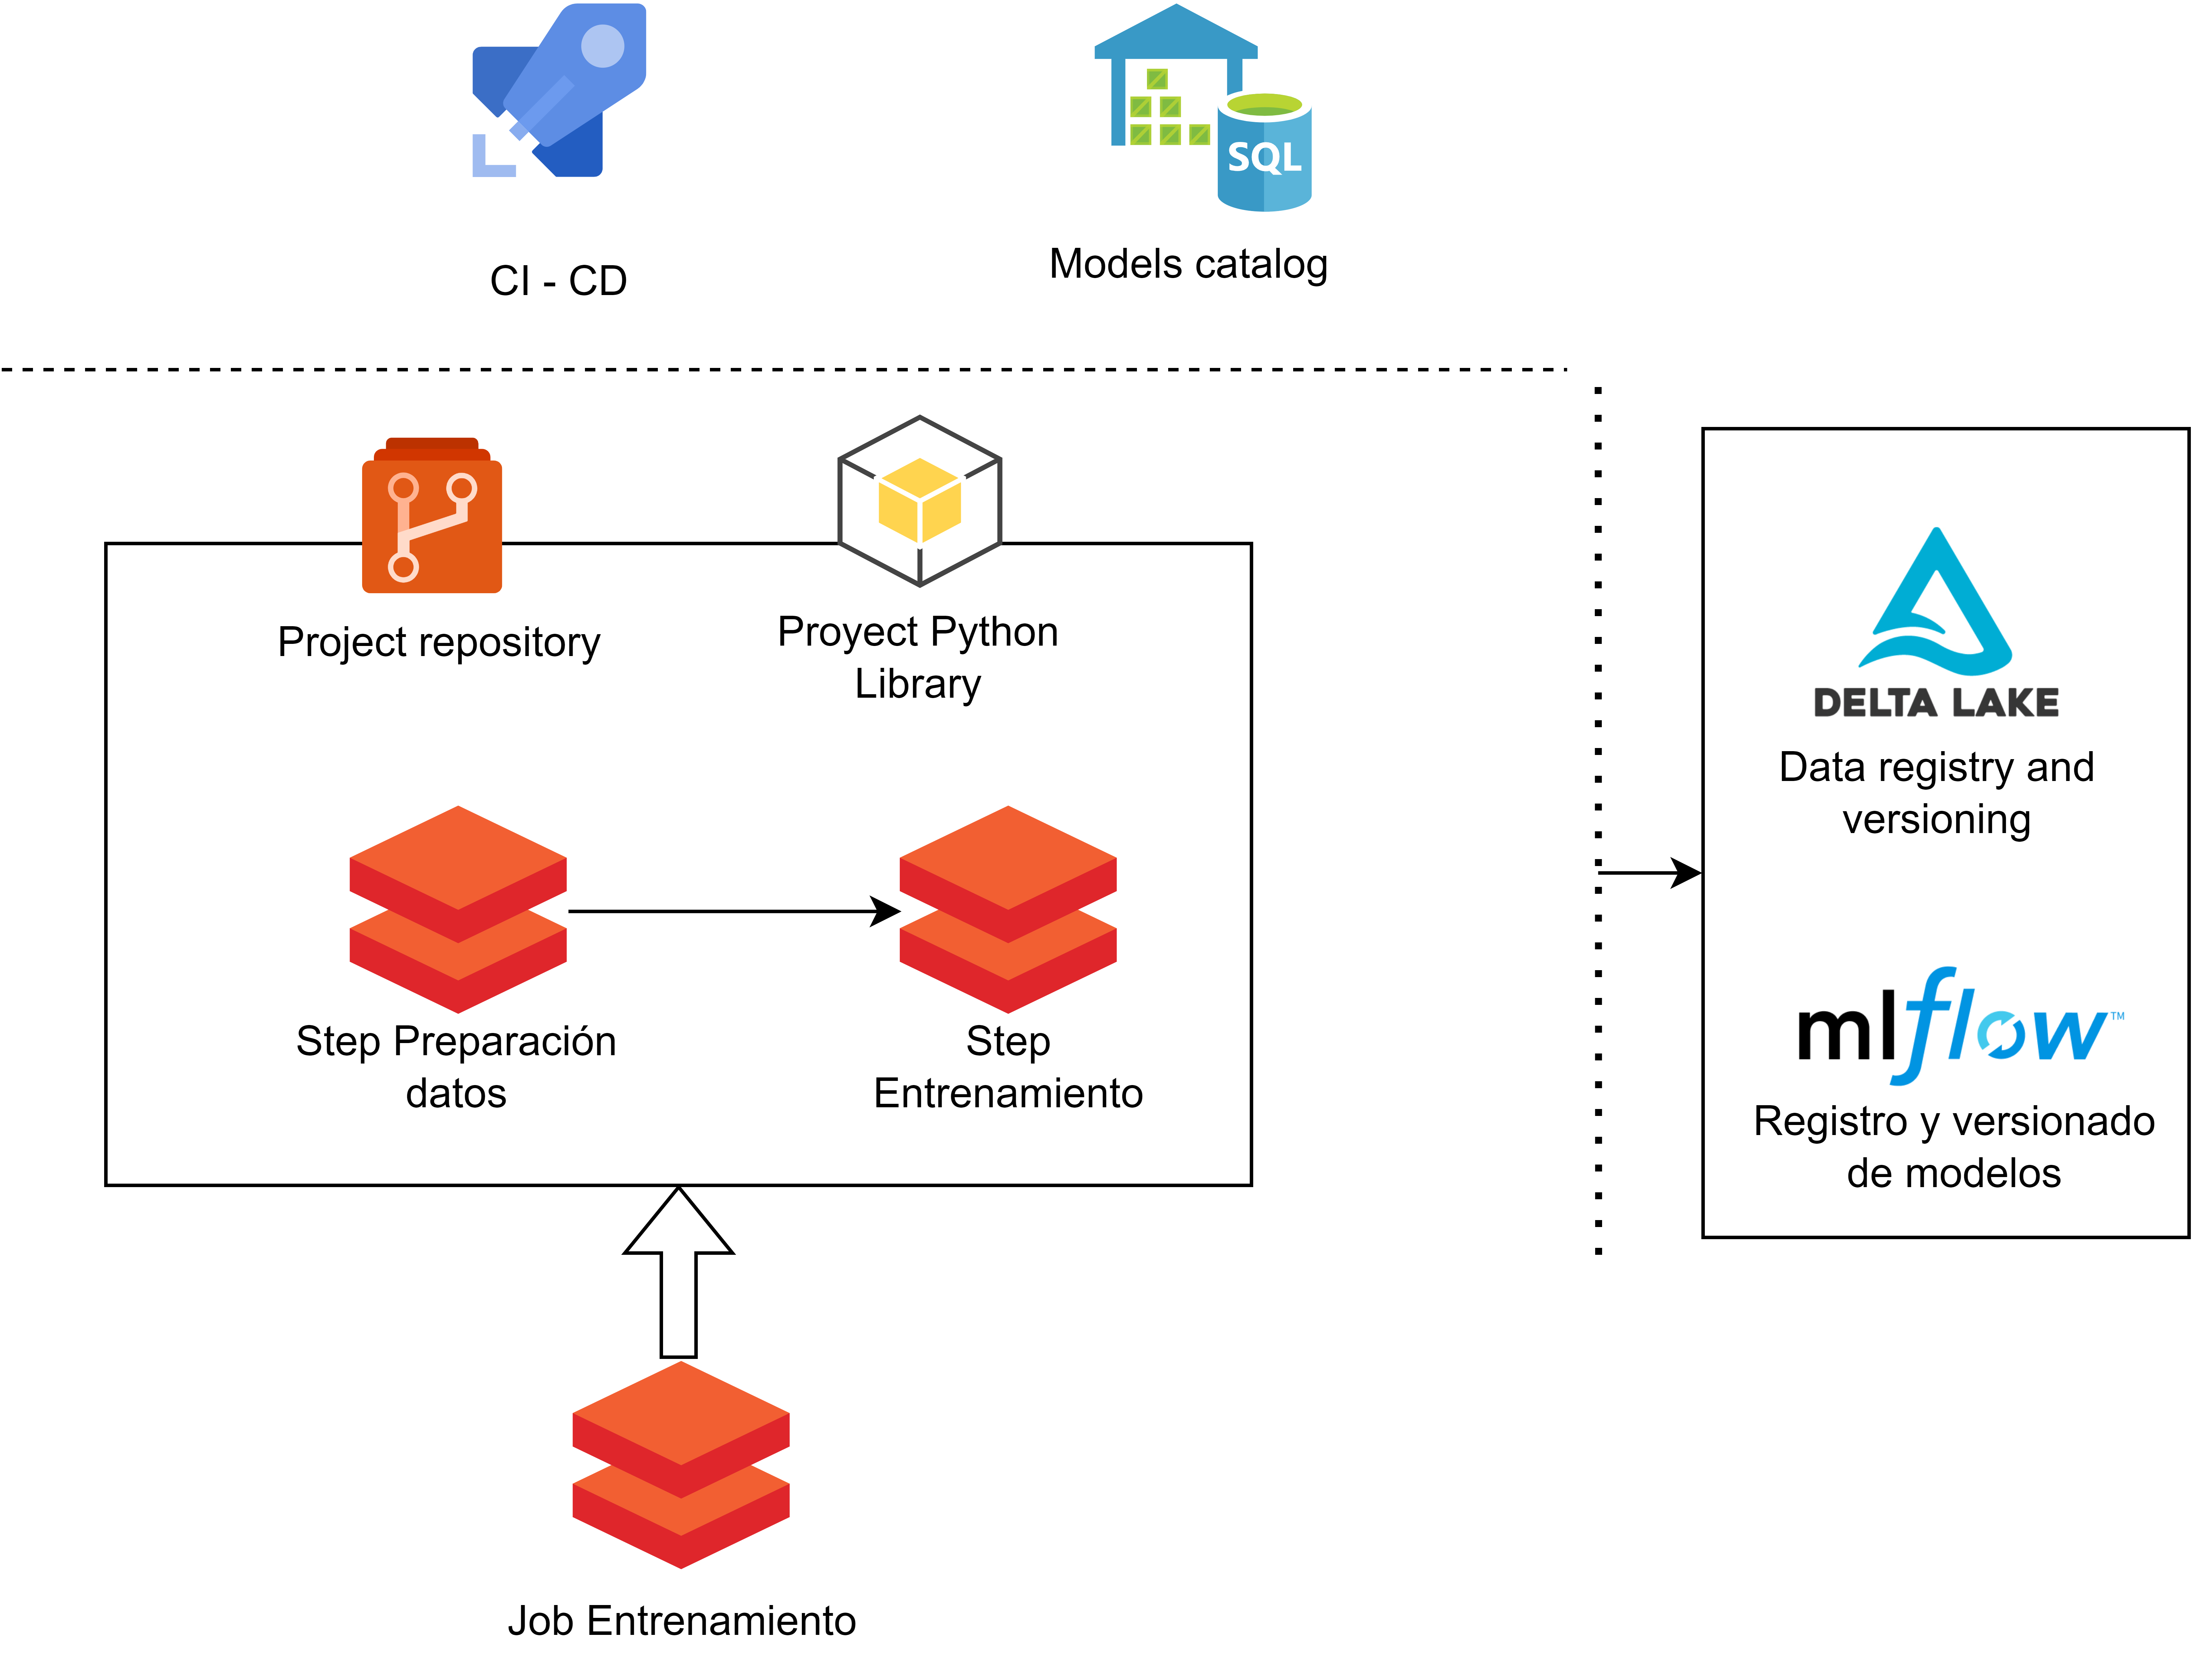 SQL
CI - CD
Models catalog
Project repository
Proyect Python
Library
Step Preparación
datos
Step
Entrenamiento
Job Entrenamiento
DELTA LAKE
Data registry and
versioning
mlflow™
Registro y versionado
de modelos